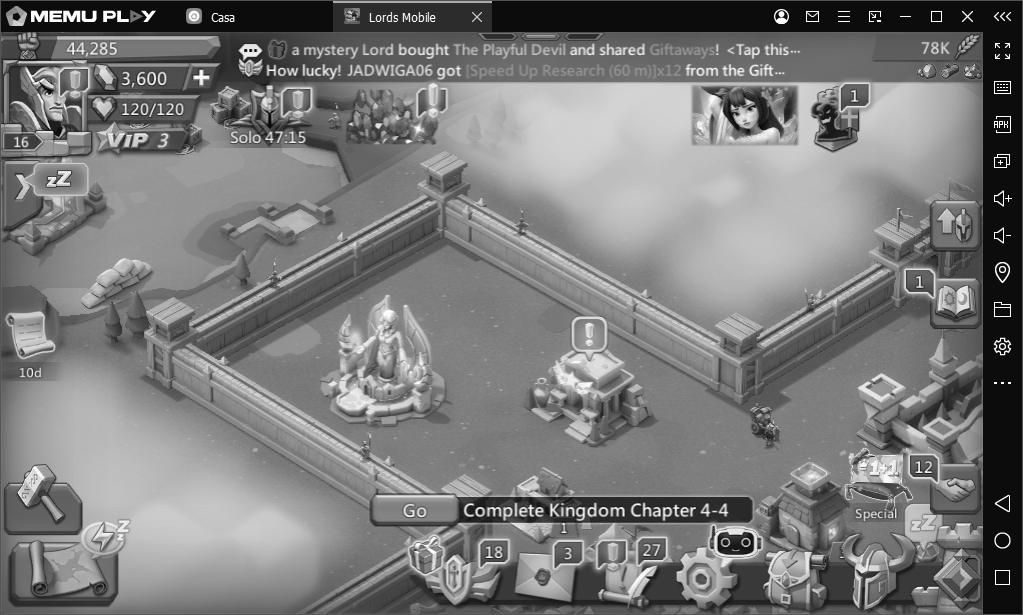 MEMU PLAY
Casa
Lords Mobile
44,285
a mystery Lord bought The Playful Devil and shared Giftaways! <Tap this···
78K
How lucky! JADWIGA06 got [Speed Up Research (60 m)]x12 from the Gift···
3,600
120/120
1
16
VIP 3
Solo 47:15
zZ
1
10d
1+1
12
Go
Complete Kingdom Chapter 4-4
Special
zZ
1
18
3
27
APK